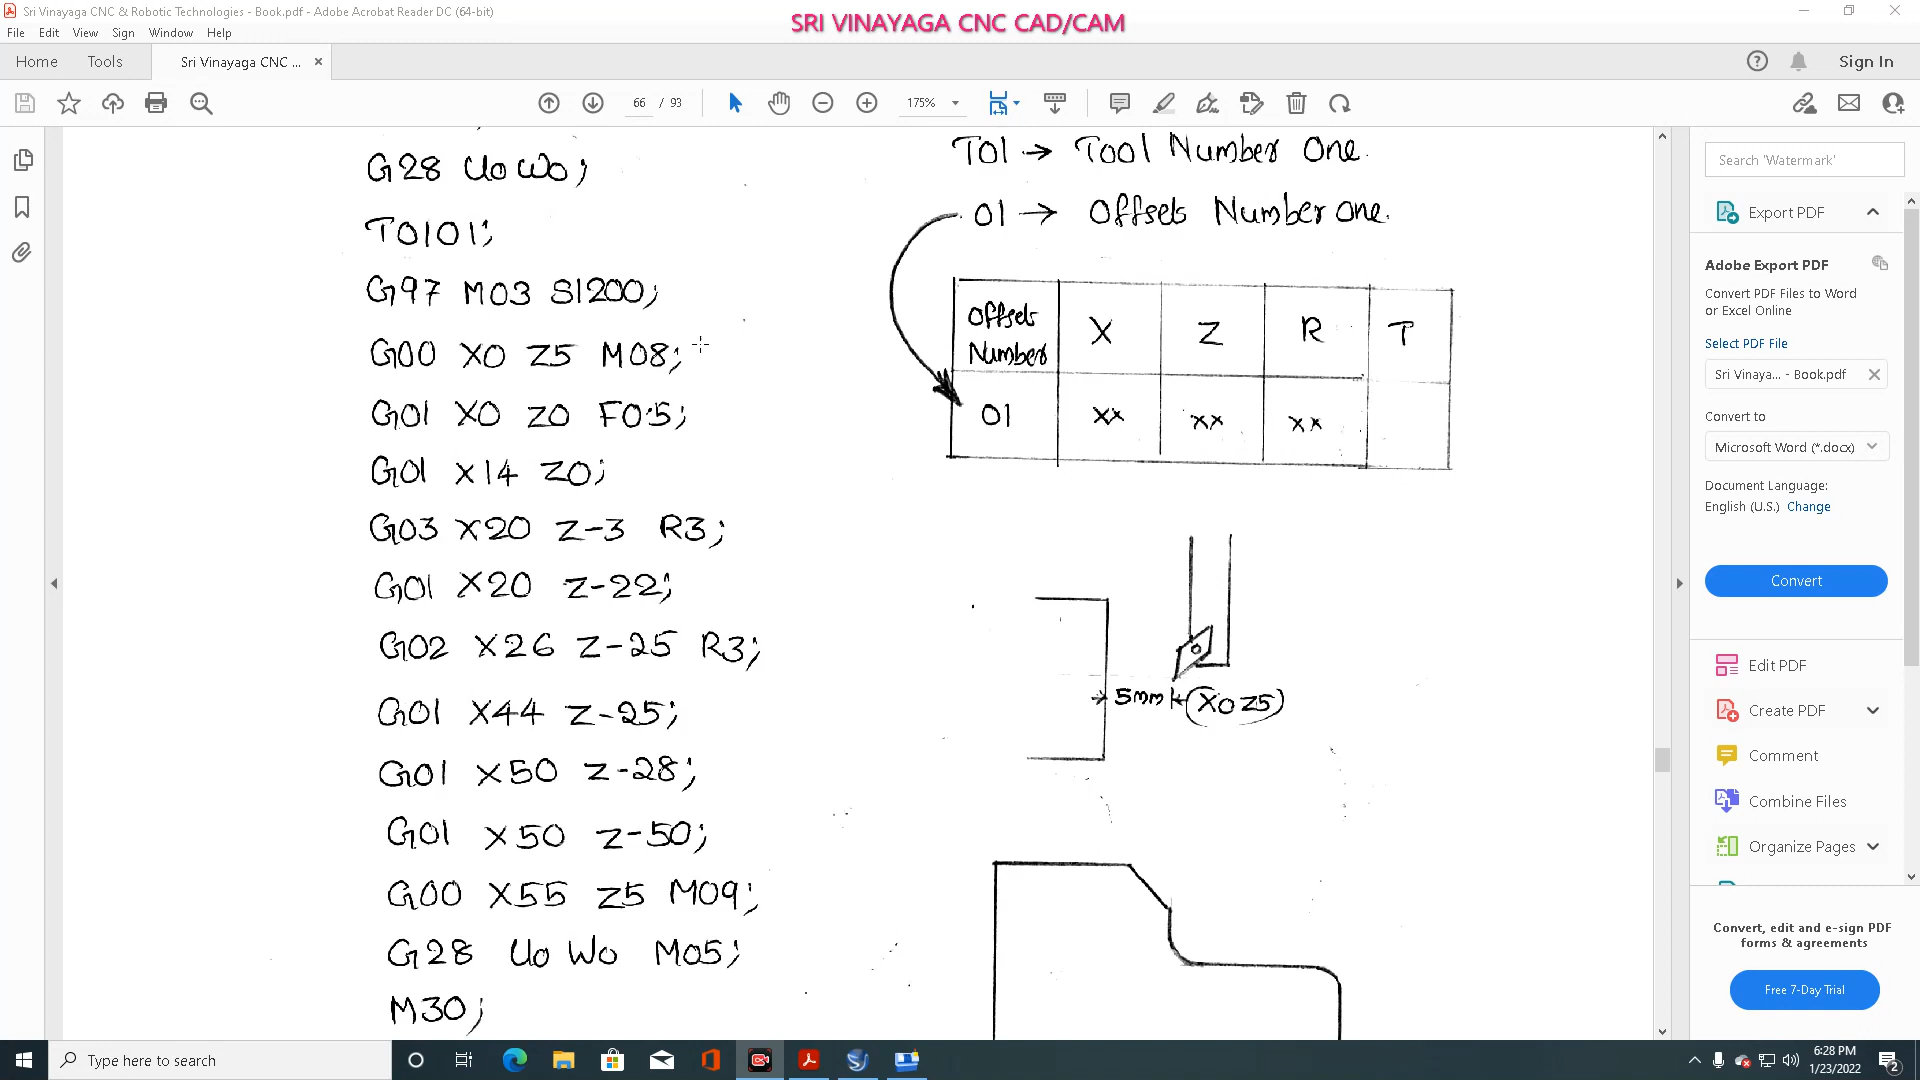 Sri Vinayaga CNC & Robotic Technologies - Book.pdf - Adobe Acrobat Reader DC (64-bit)
SRI VINAYAGA CNC CAD/CAM
File Edit View Sign Window Help
Home Tools Sri Vinayaga CNC ... Sign In
66 / 93 175%
G28 U0 W0;
T0101;
G97 M03 S1200;
G00 X0 Z5 M08;
G01 X0 Z0 F0.5;
G01 X14 Z0;
G03 X20 Z-3 R3;
G01 X20 Z-22;
G02 X26 Z-25 R3;
G01 X44 Z-25;
G01 X50 Z-28;
G01 X50 Z-50;
G00 X55 Z5 M09;
G28 U0 W0 M05;
M30;
T01 → Tool Number One.
01 → Offsets Number One.
Offsets Number X Z R T
01 xx xx xx
5mm (X0 Z5)
Search 'Watermark'
Export PDF
Adobe Export PDF
Convert PDF Files to Word
or Excel Online
Select PDF File
Sri Vinaya... - Book.pdf
Convert to
Microsoft Word (*.docx)
Document Language:
English (U.S.) Change
Convert
Edit PDF
Create PDF
Comment
Combine Files
Organize Pages
Convert, edit and e-sign PDF
forms & agreements
Free 7-Day Trial
Type here to search
6:28 PM
1/23/2022
2